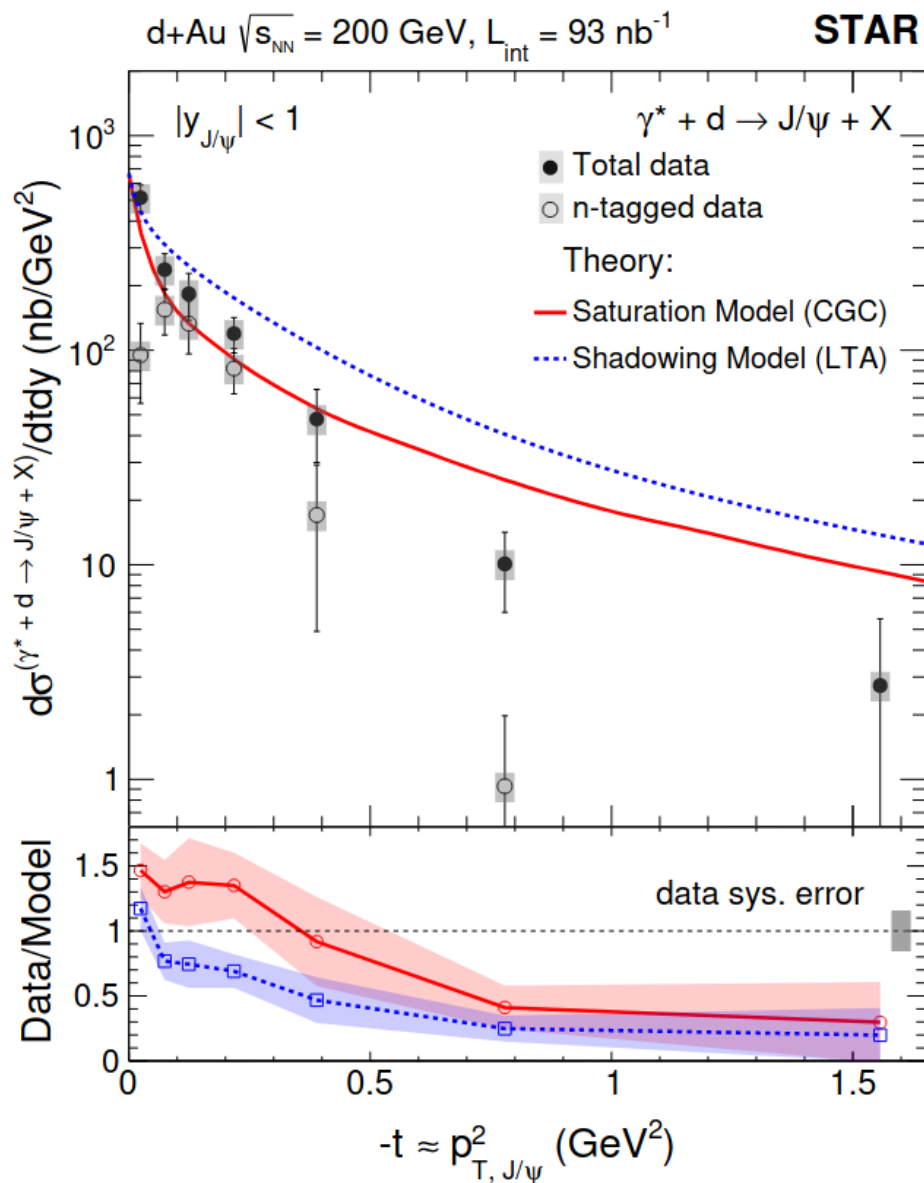 d+Au √s_NN = 200 GeV, L_int = 93 nb⁻¹ STAR
|y_J/ψ| < 1 γ* + d → J/ψ + X
Total data
n-tagged data
Theory:
Saturation Model (CGC)
Shadowing Model (LTA)
dσ^(γ* + d → J/ψ + X)/dtdy (nb/GeV²)
10³
10²
10
1
data sys. error
Data/Model
1.5
1
0.5
0
0 0.5 1 1.5
-t ≈ p²_T, J/ψ (GeV²)